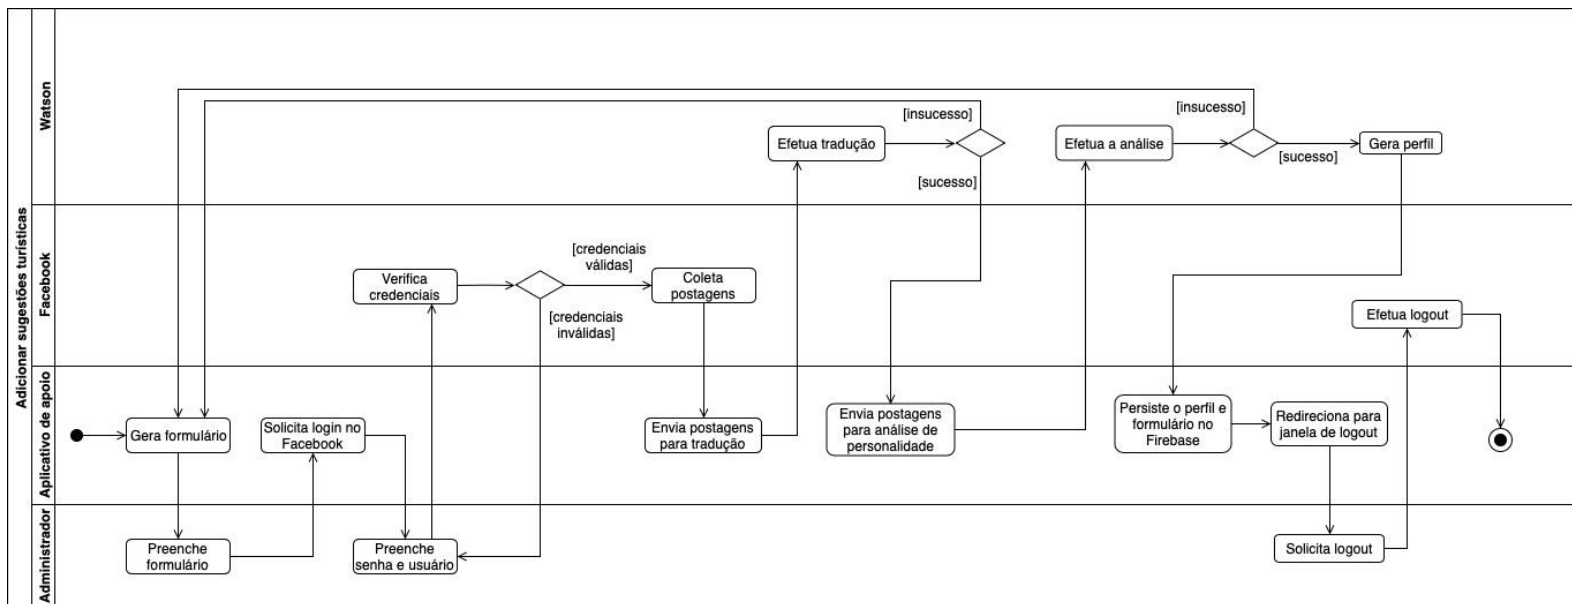 Adicionar sugestões turísticas
Watson
[insucesso]
[insucesso]
Efetua tradução
Efetua a análise
Gera perfil
[sucesso]
[sucesso]
Facebook
[credenciais
válidas]
Verifica
credenciais
Coleta
postagens
[credenciais
inválidas]
Efetua logout
Aplicativo de apoio
Gera formulário
Solicita login no
Facebook
Envia postagens
para tradução
Envia postagens
para análise de
personalidade
Persiste o perfil e
formulário no
Firebase
Redireciona para
janela de logout
Administrador
Preenche
formulário
Preenche
senha e usuário
Solicita logout